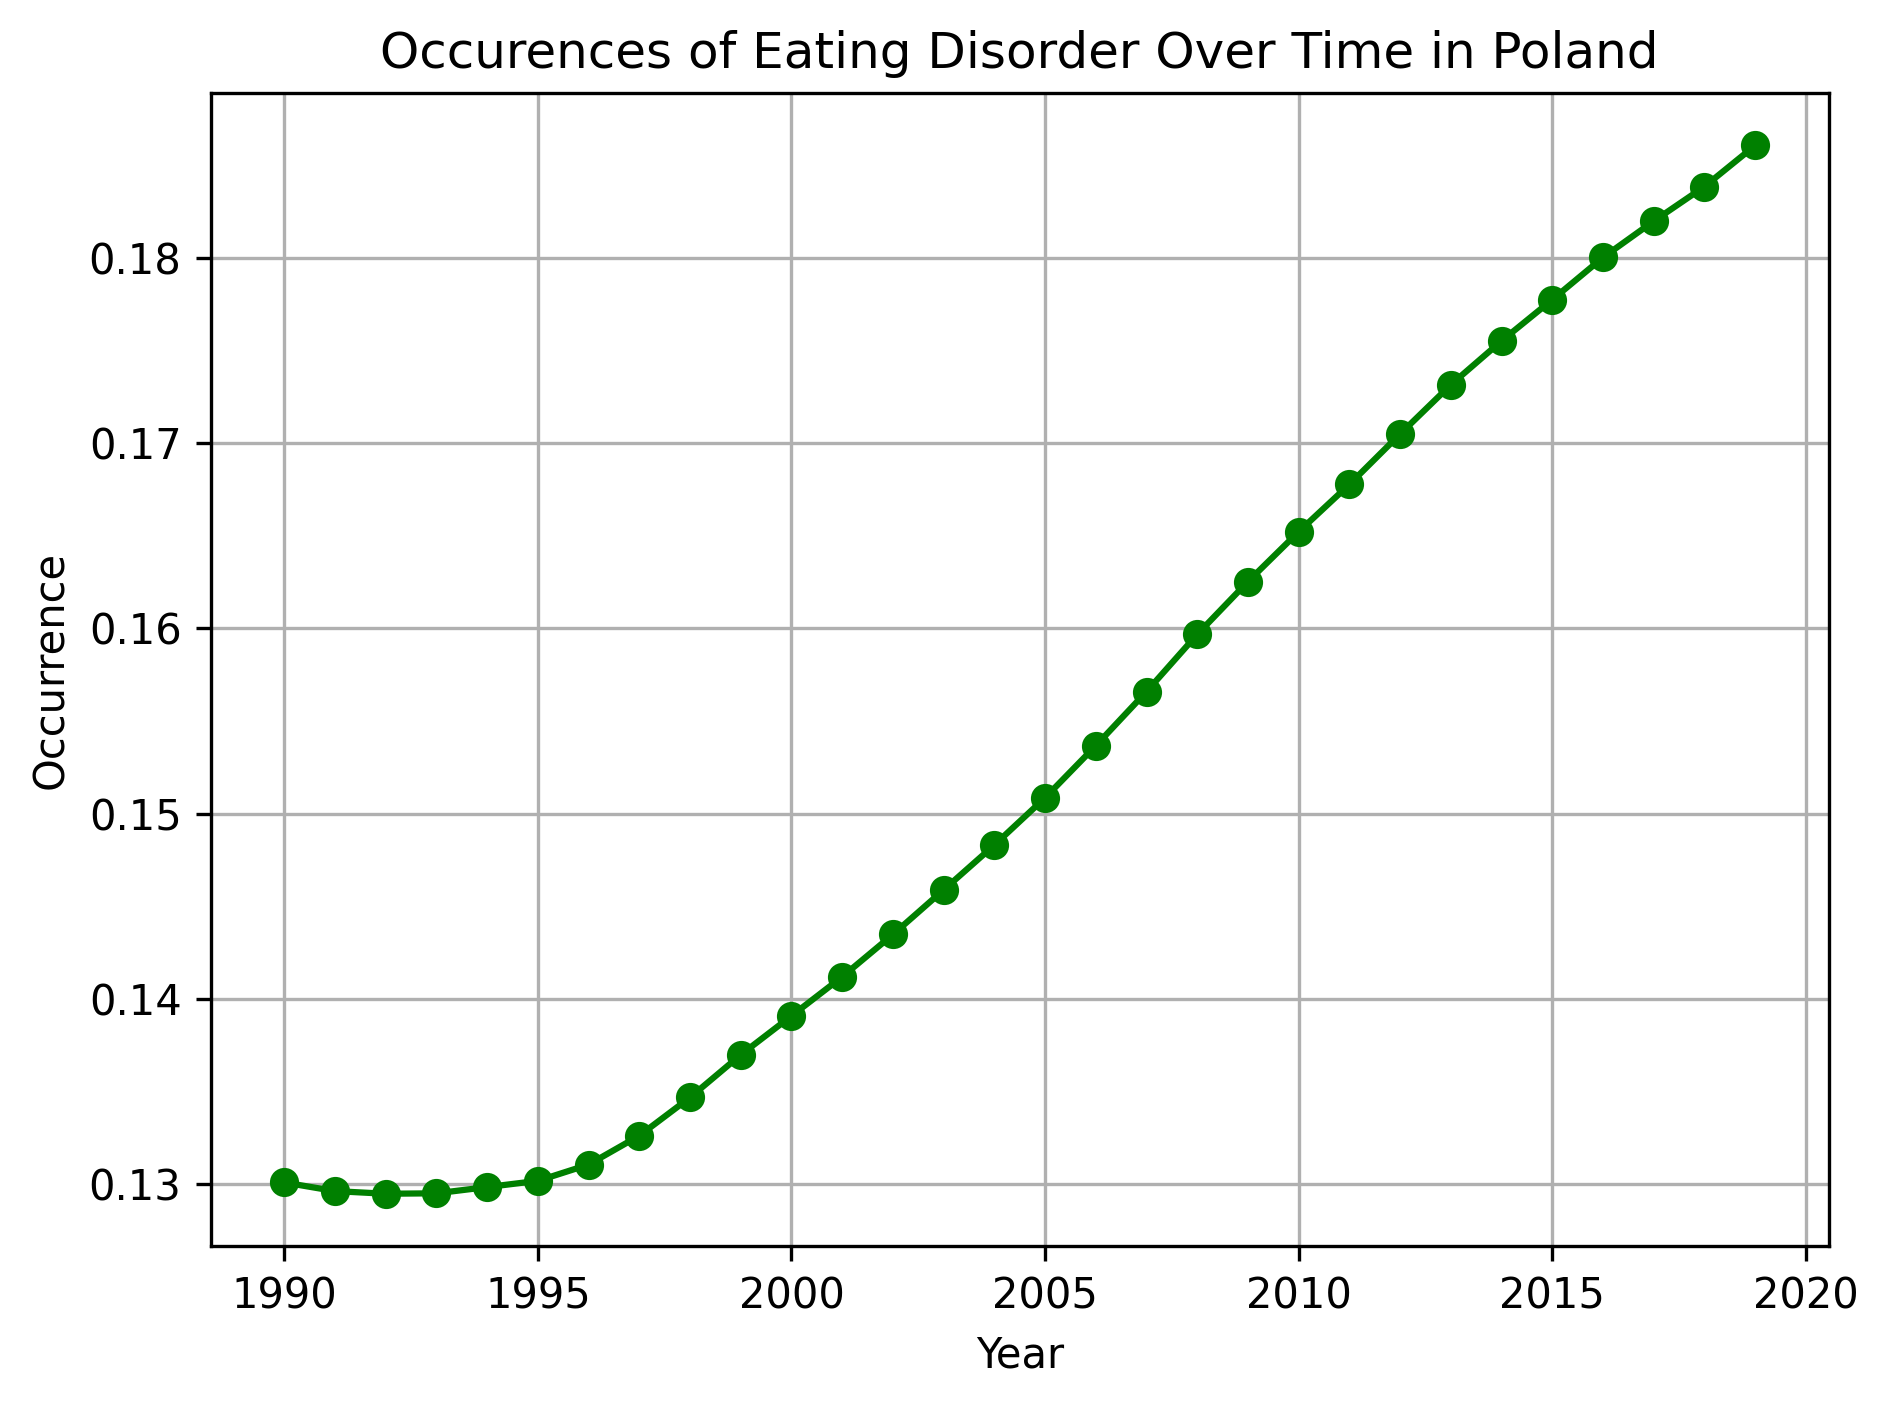 Occurences of Eating Disorder Over Time in Poland
Occurrence
0.18
0.17
0.16
0.15
0.14
0.13
1990 1995 2000 2005 2010 2015 2020
Year